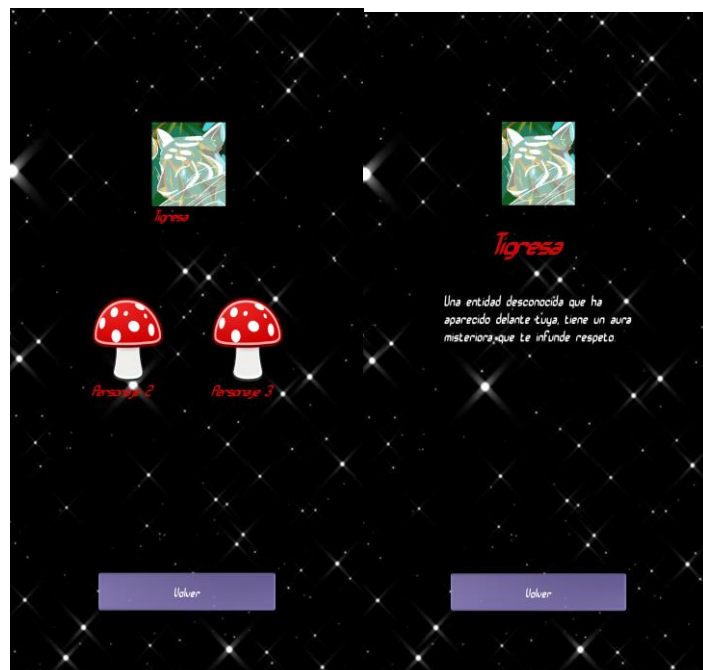 Tigresa
Personaje 2
Personaje 3
Volver
Tigresa
Una entidad desconocida que ha
aparecido delante tuya, tiene un aura
misteriora que te infunde respeto.
Volver